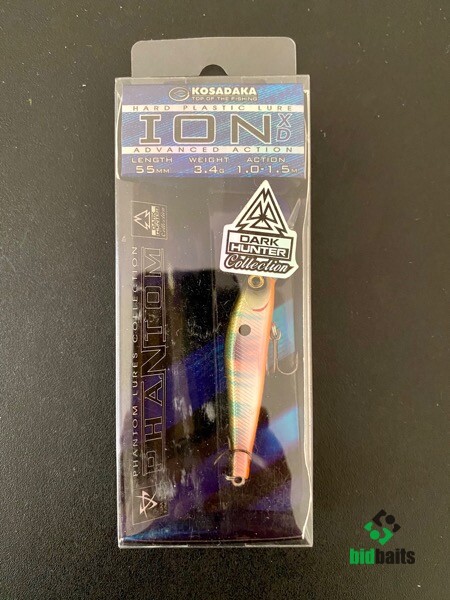 KOSADAKA
TOP OF THE FISHING
HARD PLASTIC LURE
ION XD
ADVANCED ACTION
LENGTH WEIGHT ACTION
55MM 3.4G 1.0-1.5M
DARK
HUNTER
Collection
PHANTOM
PHANTOM LURES COLLECTION
bidbaits